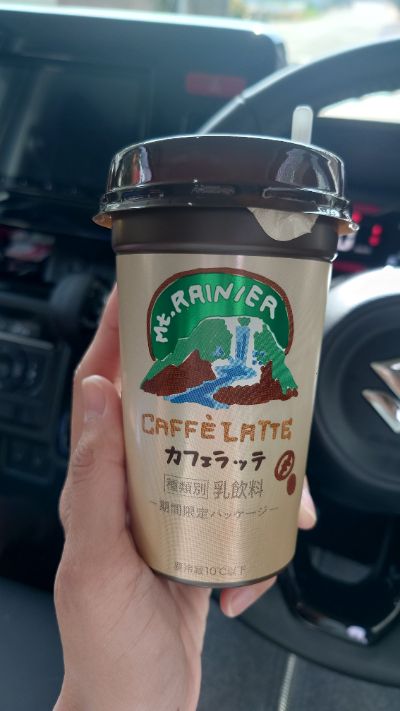 Mt. RAINIER
CAFFÈ LATTE
カフェラッテ
種類別 乳飲料
―期間限定パッケージ―
要冷蔵10℃以下